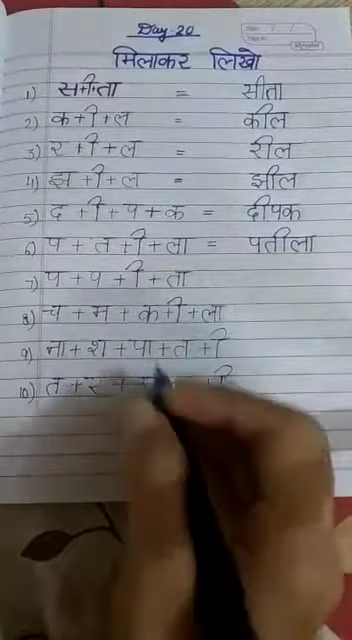 Day-20
मिलाकर लिखो
1) स+ी+ता = सीता
2) क+ी+ल = कील
3) र+ी+ल = रील
4) झ+ी+ल = झील
5) द+ी+प+क = दीपक
6) प+त+ी+ला = पतीला
7) प+प+ी+ता
8) च+म+क+ी+ला
9) ना+श+पा+त+ी
10) त+र+